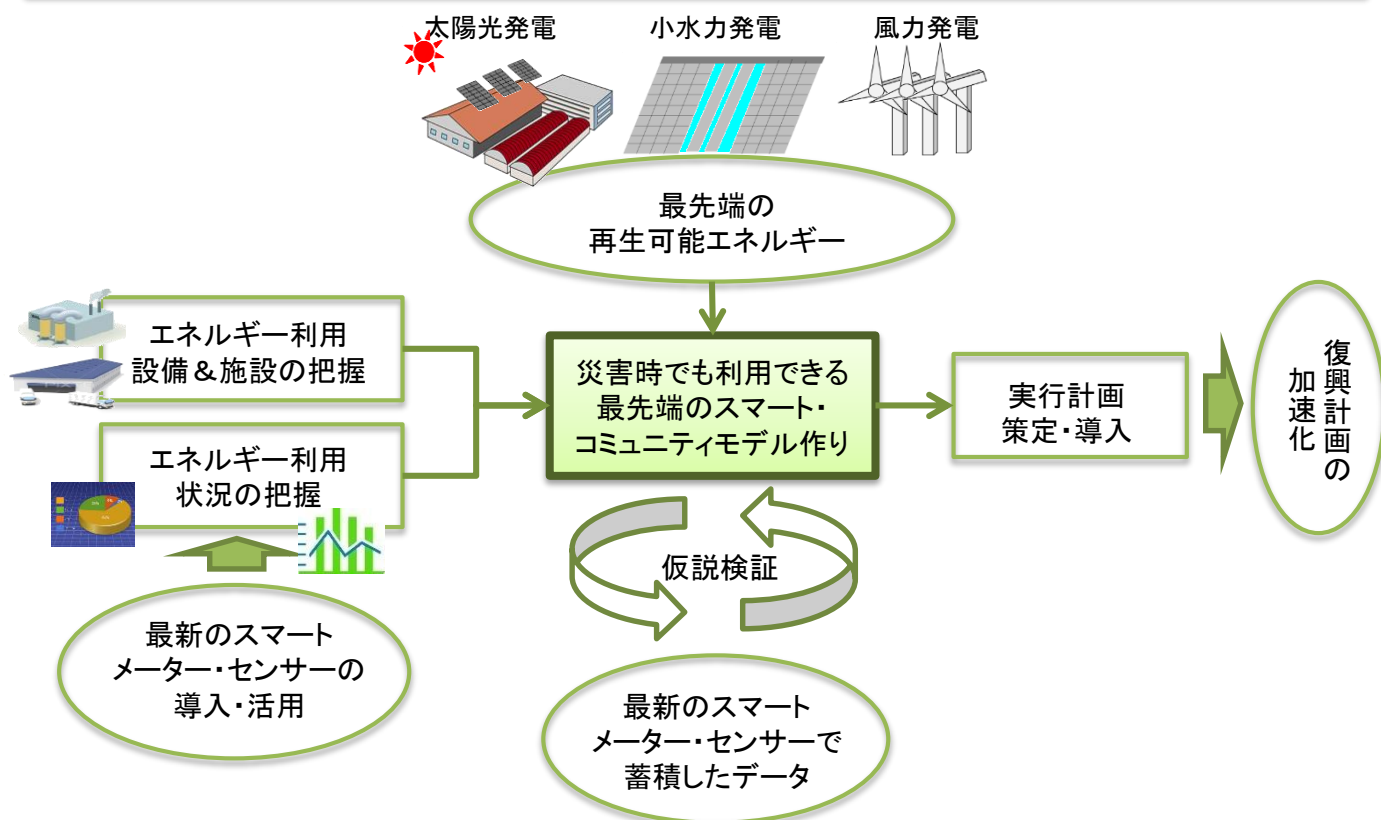 太陽光発電
小水力発電
風力発電
最先端の
再生可能エネルギー
エネルギー利用
設備＆施設の把握
エネルギー利用
状況の把握
最新のスマート
メーター・センサーの
導入・活用
災害時でも利用できる
最先端のスマート・
コミュニティモデル作り
仮説検証
最新のスマート
メーター・センサーで
蓄積したデータ
実行計画
策定・導入
復興計画の
加速化